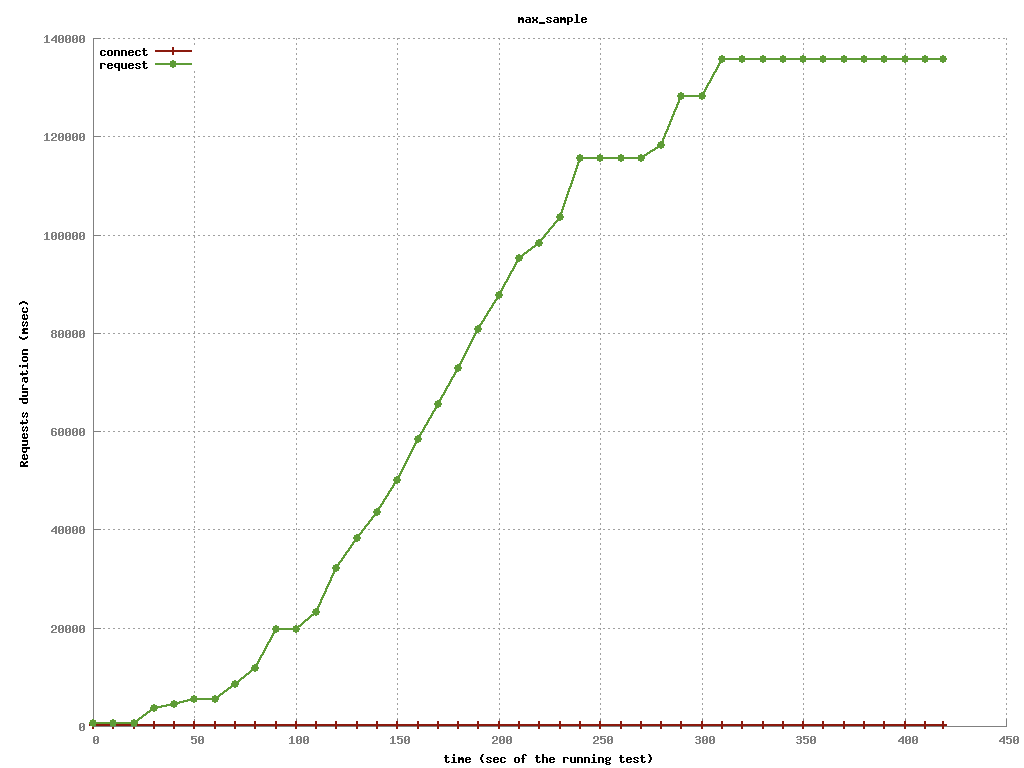 max_sample
connect
request
140000
120000
100000
80000
60000
40000
20000
0
Requests duration (msec)
0 50 100 150 200 250 300 350 400 450
time (sec of the running test)